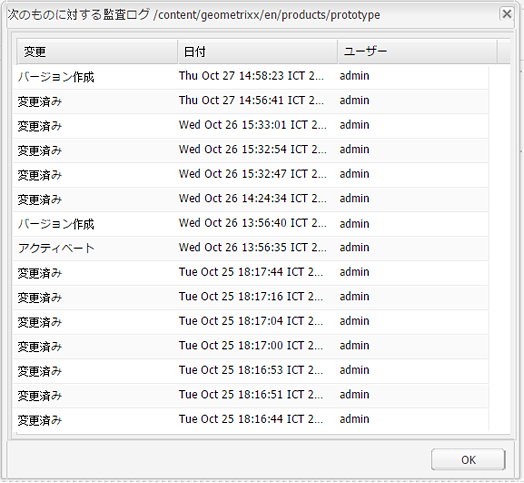 次のものに対する監査ログ /content/geometrixx/en/products/prototype
変更 日付 ユーザー
バージョン作成 Thu Oct 27 14:58:23 ICT 2... admin
変更済み Thu Oct 27 14:56:41 ICT 2... admin
変更済み Wed Oct 26 15:33:01 ICT 2... admin
変更済み Wed Oct 26 15:32:54 ICT 2... admin
変更済み Wed Oct 26 15:32:47 ICT 2... admin
変更済み Wed Oct 26 14:24:34 ICT 2... admin
バージョン作成 Wed Oct 26 13:56:40 ICT 2... admin
アクティベート Wed Oct 26 13:56:35 ICT 2... admin
変更済み Tue Oct 25 18:17:44 ICT 2... admin
変更済み Tue Oct 25 18:17:16 ICT 2... admin
変更済み Tue Oct 25 18:17:04 ICT 2... admin
変更済み Tue Oct 25 18:17:00 ICT 2... admin
変更済み Tue Oct 25 18:16:53 ICT 2... admin
変更済み Tue Oct 25 18:16:51 ICT 2... admin
変更済み Tue Oct 25 18:16:44 ICT 2... admin
OK